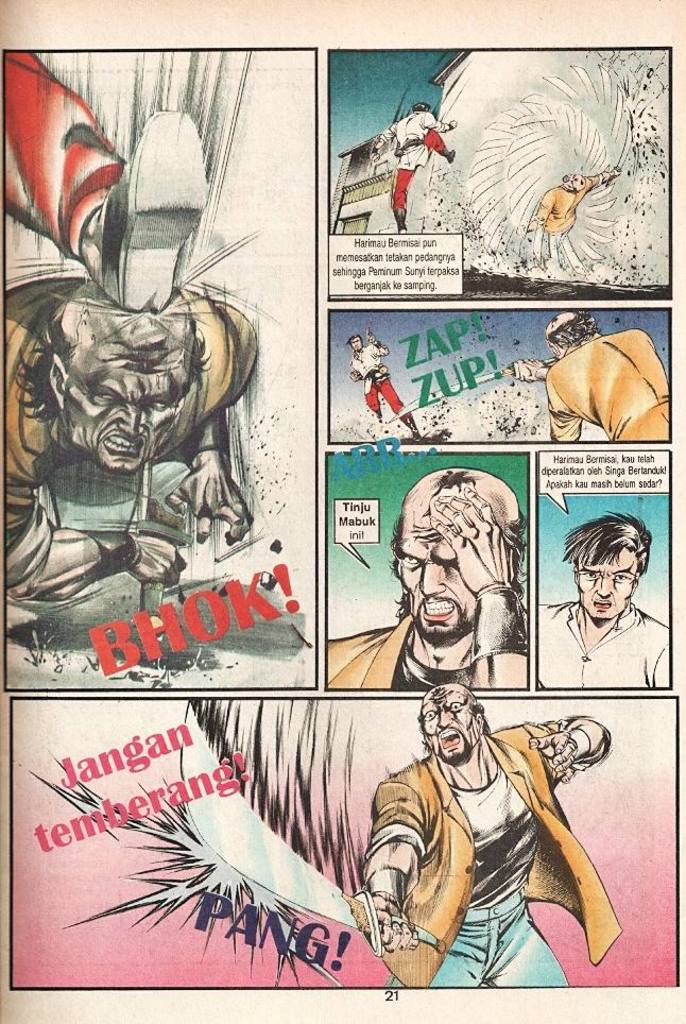 BHOK!
Harimau Bermisai pun
memesatkan tetakan pedangnya
sehingga Peminum Sunyi terpaksa
berganjak ke samping.
ZAP!
ZUP!
ARR...
Tinju
Mabuk
ini!
Harimau Bermisai, kau telah
diperalatkan oleh Singa Bertanduk!
Apakah kau masih belum sedar?
Jangan
temberang!
PANG!
21